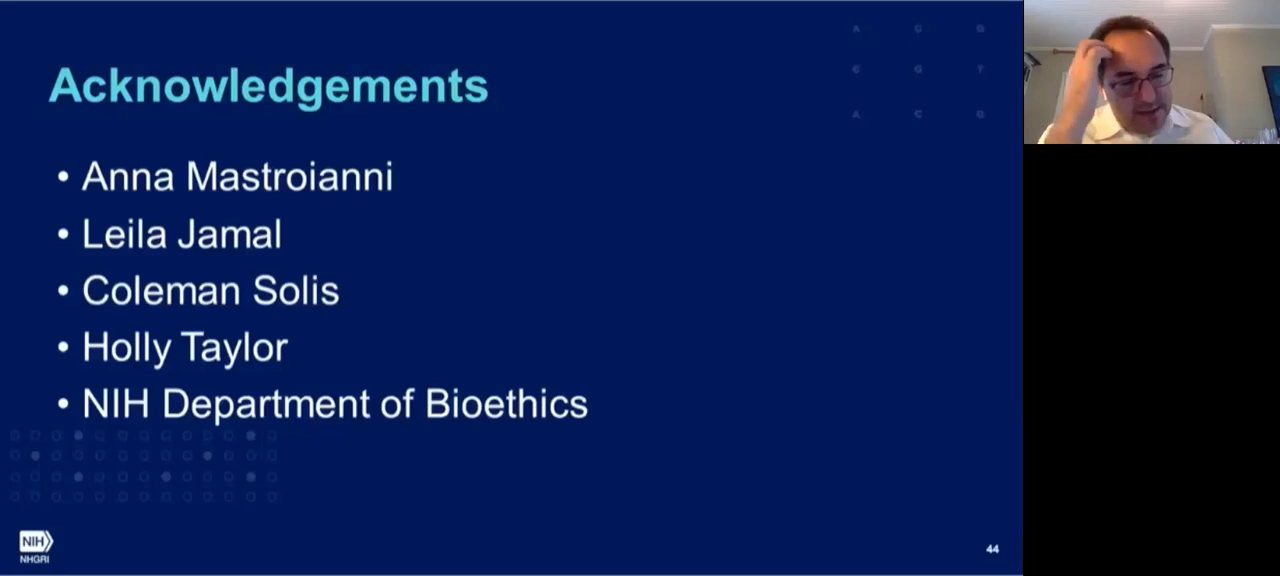 A C G
Acknowledgements
G T
A C G
• Anna Mastroianni
• Leila Jamal
• Coleman Solis
• Holly Taylor
• NIH Department of Bioethics
NIH
NHGRI
44